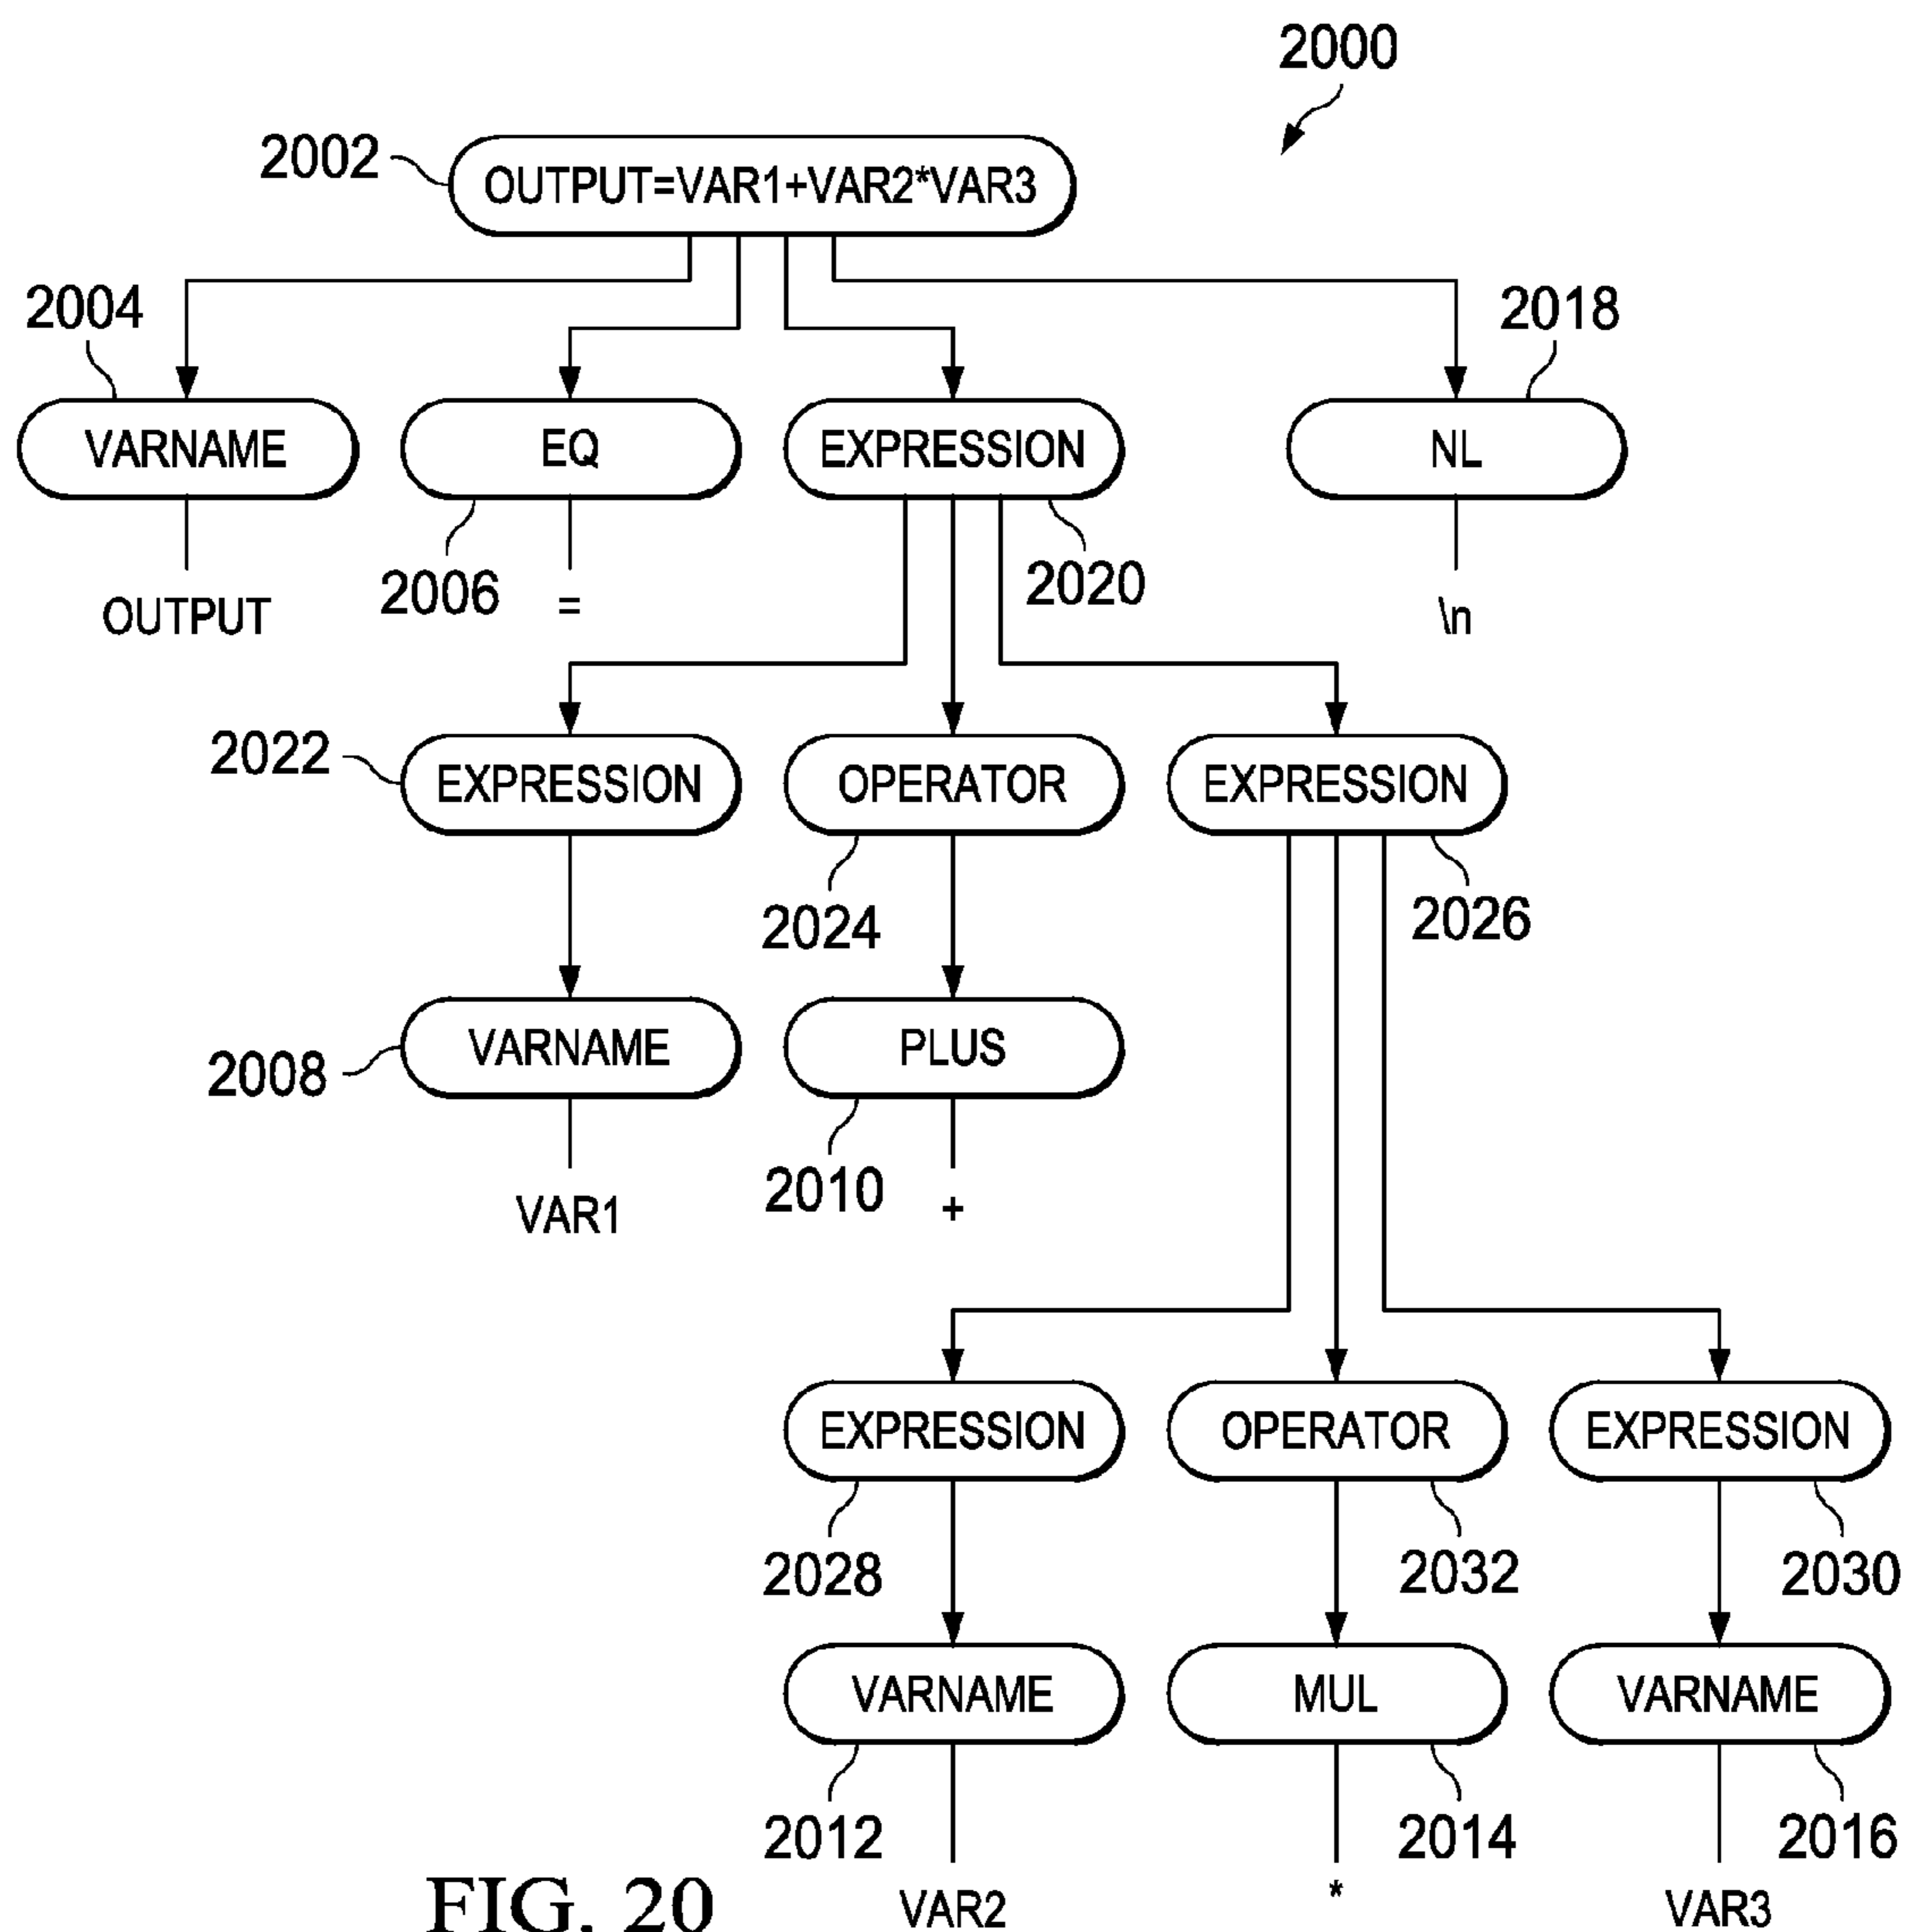 2000
2002
OUTPUT=VAR1+VAR2*VAR3
2004
2018
VARNAME
EQ
EXPRESSION
NL
2006
2020
OUTPUT
=
\n
2022
EXPRESSION
OPERATOR
EXPRESSION
2024
2026
2008
VARNAME
PLUS
2010
VAR1
+
EXPRESSION
OPERATOR
EXPRESSION
2028
2032
2030
VARNAME
MUL
VARNAME
2012
2014
2016
VAR2
*
VAR3
FIG. 20